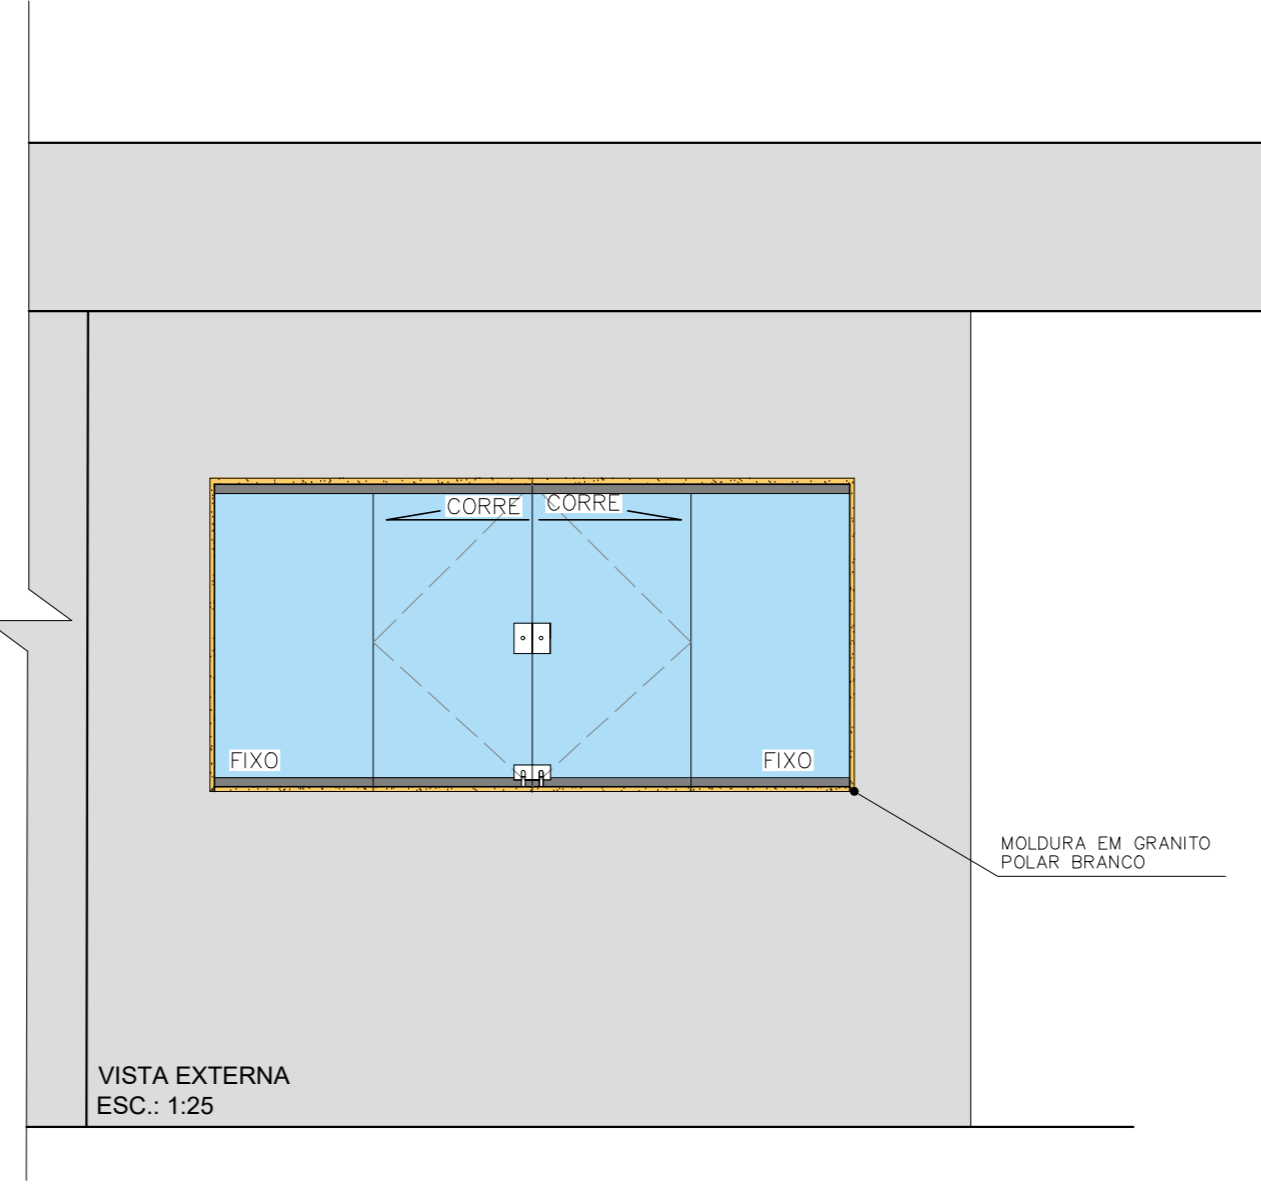 CORRE CORRE
FIXO FIXO
MOLDURA EM GRANITO
POLAR BRANCO
VISTA EXTERNA
ESC.: 1:25